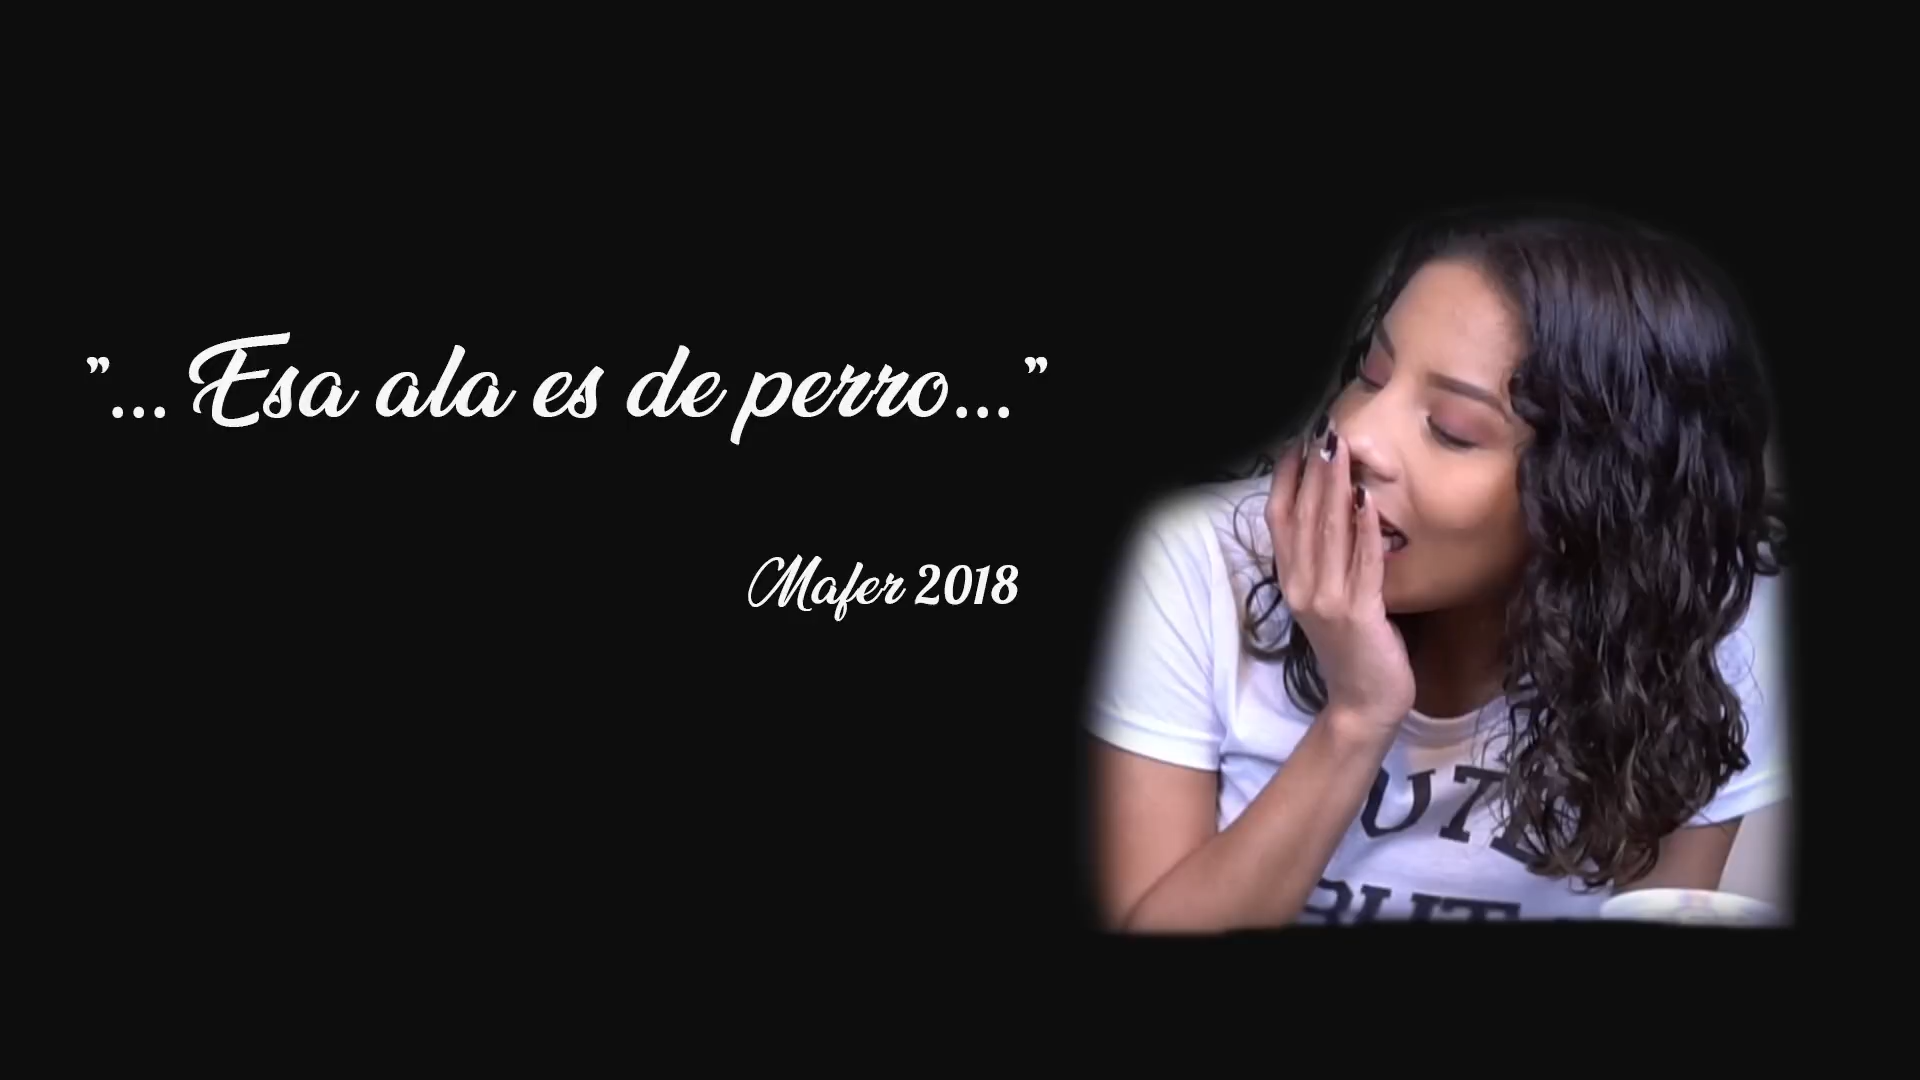 ”... Esa ala es de perro...”
Mafer 2018